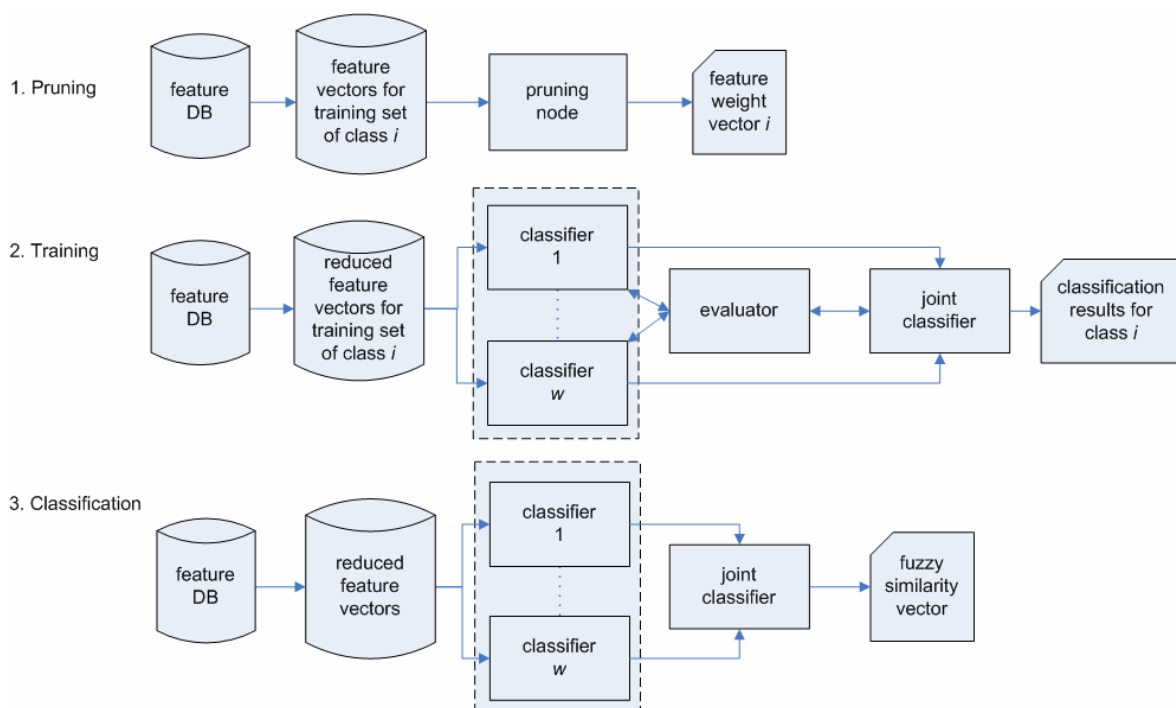 1. Pruning
feature
DB
feature
vectors for
training set
of class i
pruning
node
feature
weight
vector i
2. Training
feature
DB
reduced
feature
vectors for
training set
of class i
classifier
1
classifier
w
evaluator
joint
classifier
classification
results for
class i
3. Classification
feature
DB
reduced
feature
vectors
classifier
1
classifier
w
joint
classifier
fuzzy
similarity
vector